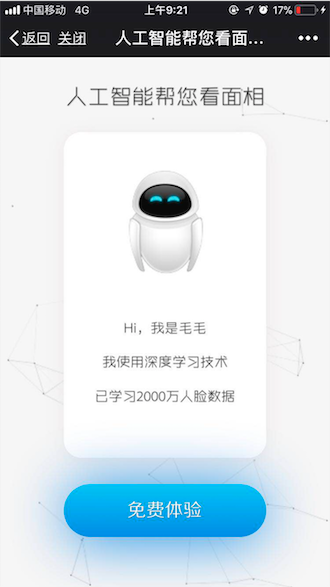 中国移动 4G 上午9:21 17%
返回 关闭 人工智能帮您看面...
人工智能帮您看面相
Hi，我是毛毛
我使用深度学习技术
已学习2000万人脸数据
免费体验